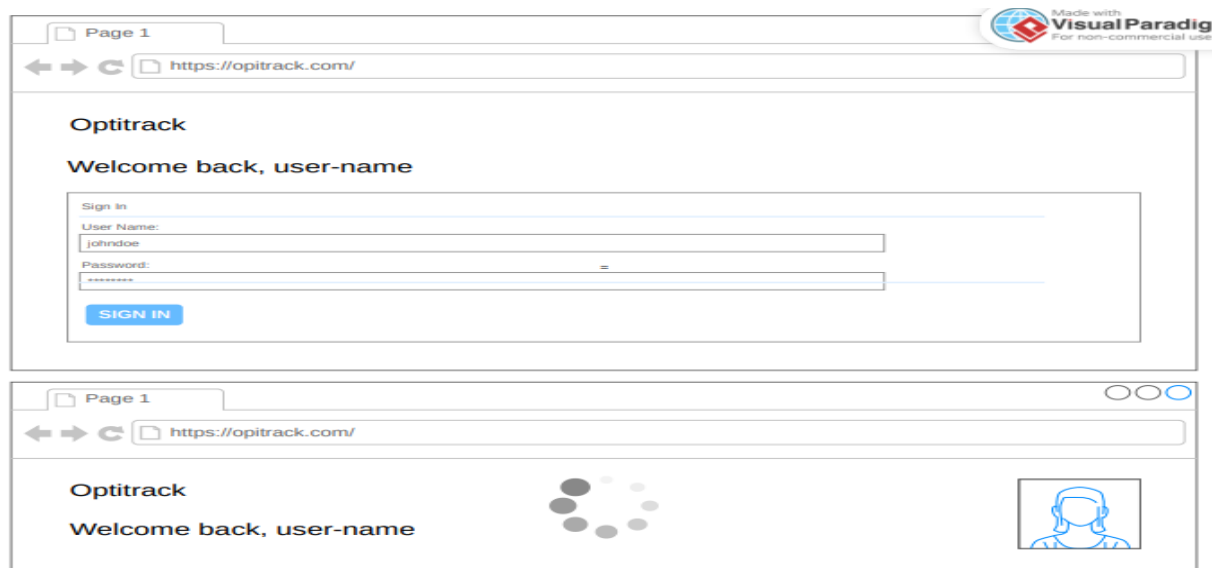 Made with
Page 1
Visual Paradig
For non-commercial use
https://opitrack.com/
Optitrack
Welcome back, user-name
Sign In
User Name:
johndoe
Password:
=
********
SIGN IN
Page 1
https://opitrack.com/
Optitrack
Welcome back, user-name